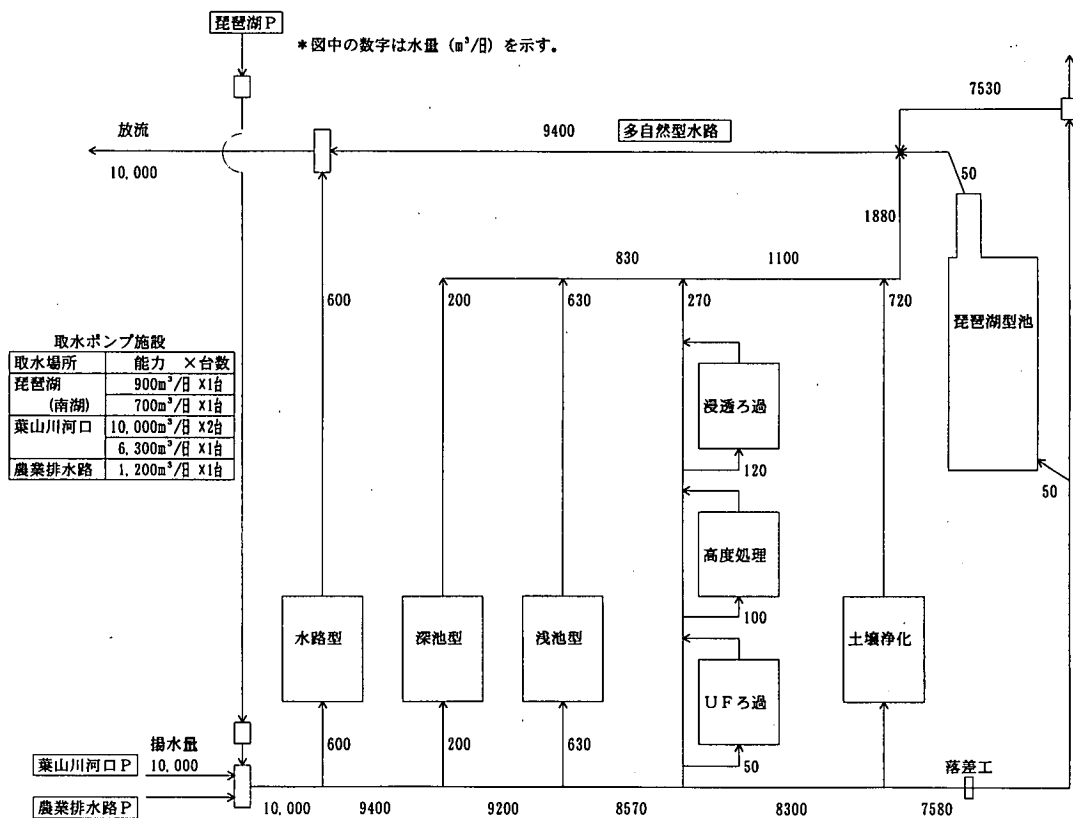 琵琶湖P
*図中の数字は水量 (m³/日) を示す。
7530
放流
9400
多自然型水路
10,000
50
1880
830
1100
600
200
630
270
720
琵琶湖型池
取水ポンプ施設
取水場所 能力 ×台数
琵琶湖 900m³/日 ×1台
(南湖) 700m³/日 ×1台
葉山川河口 10,000m³/日 ×2台
6,300m³/日 ×1台
農業排水路 1,200m³/日 ×1台
浸透ろ過
120
50
高度処理
100
水路型
深池型
浅池型
土壌浄化
UFろ過
揚水量
600
200
630
50
落差工
葉山川河口P
10,000
農業排水路P
10,000
9400
9200
8570
8300
7580